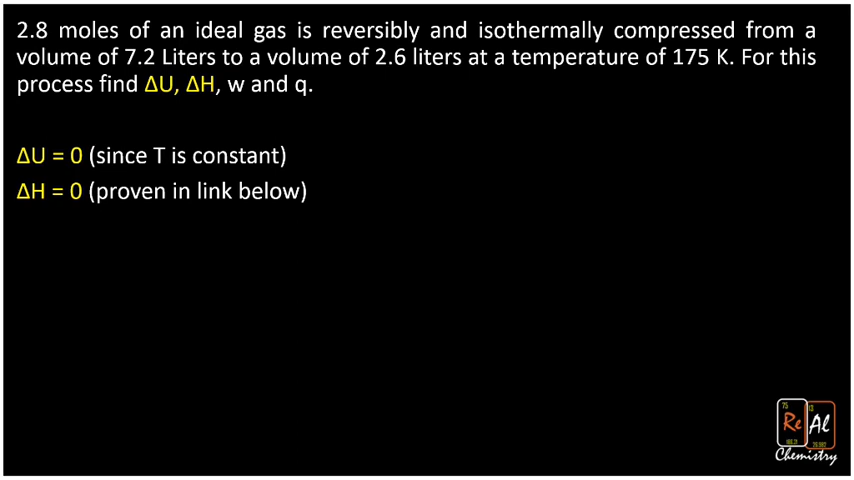 2.8 moles of an ideal gas is reversibly and isothermally compressed from a
volume of 7.2 Liters to a volume of 2.6 liters at a temperature of 175 K. For this
process find ΔU, ΔH, w and q.
ΔU = 0 (since T is constant)
ΔH = 0 (proven in link below)
75 13
Re Al
Chemistry